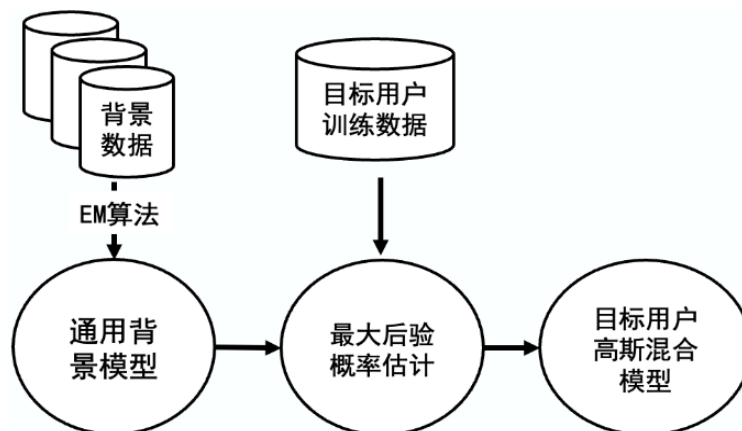 背景
数据
目标用户
训练数据
EM算法
通用背
景模型
最大后验
概率估计
目标用户
高斯混合
模型